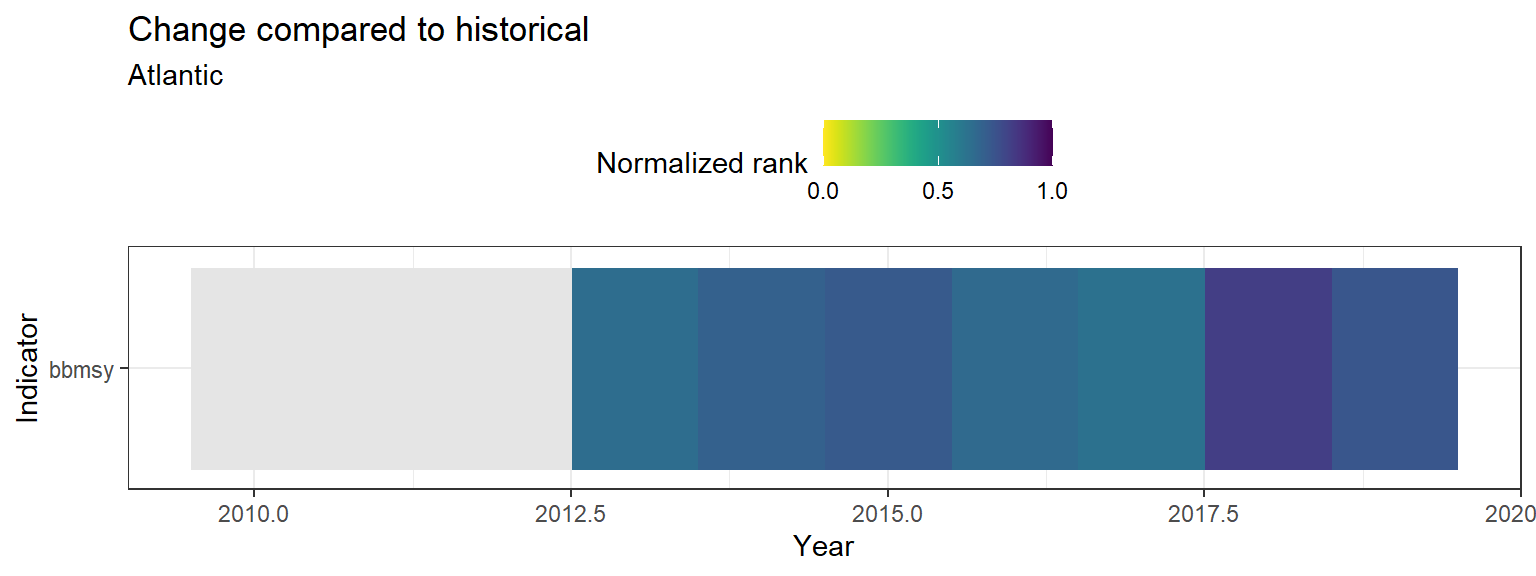 Change compared to historical
Atlantic
Normalized rank
0.0 0.5 1.0
Indicator
bbmsy
2010.0 2012.5 2015.0 2017.5 2020
Year